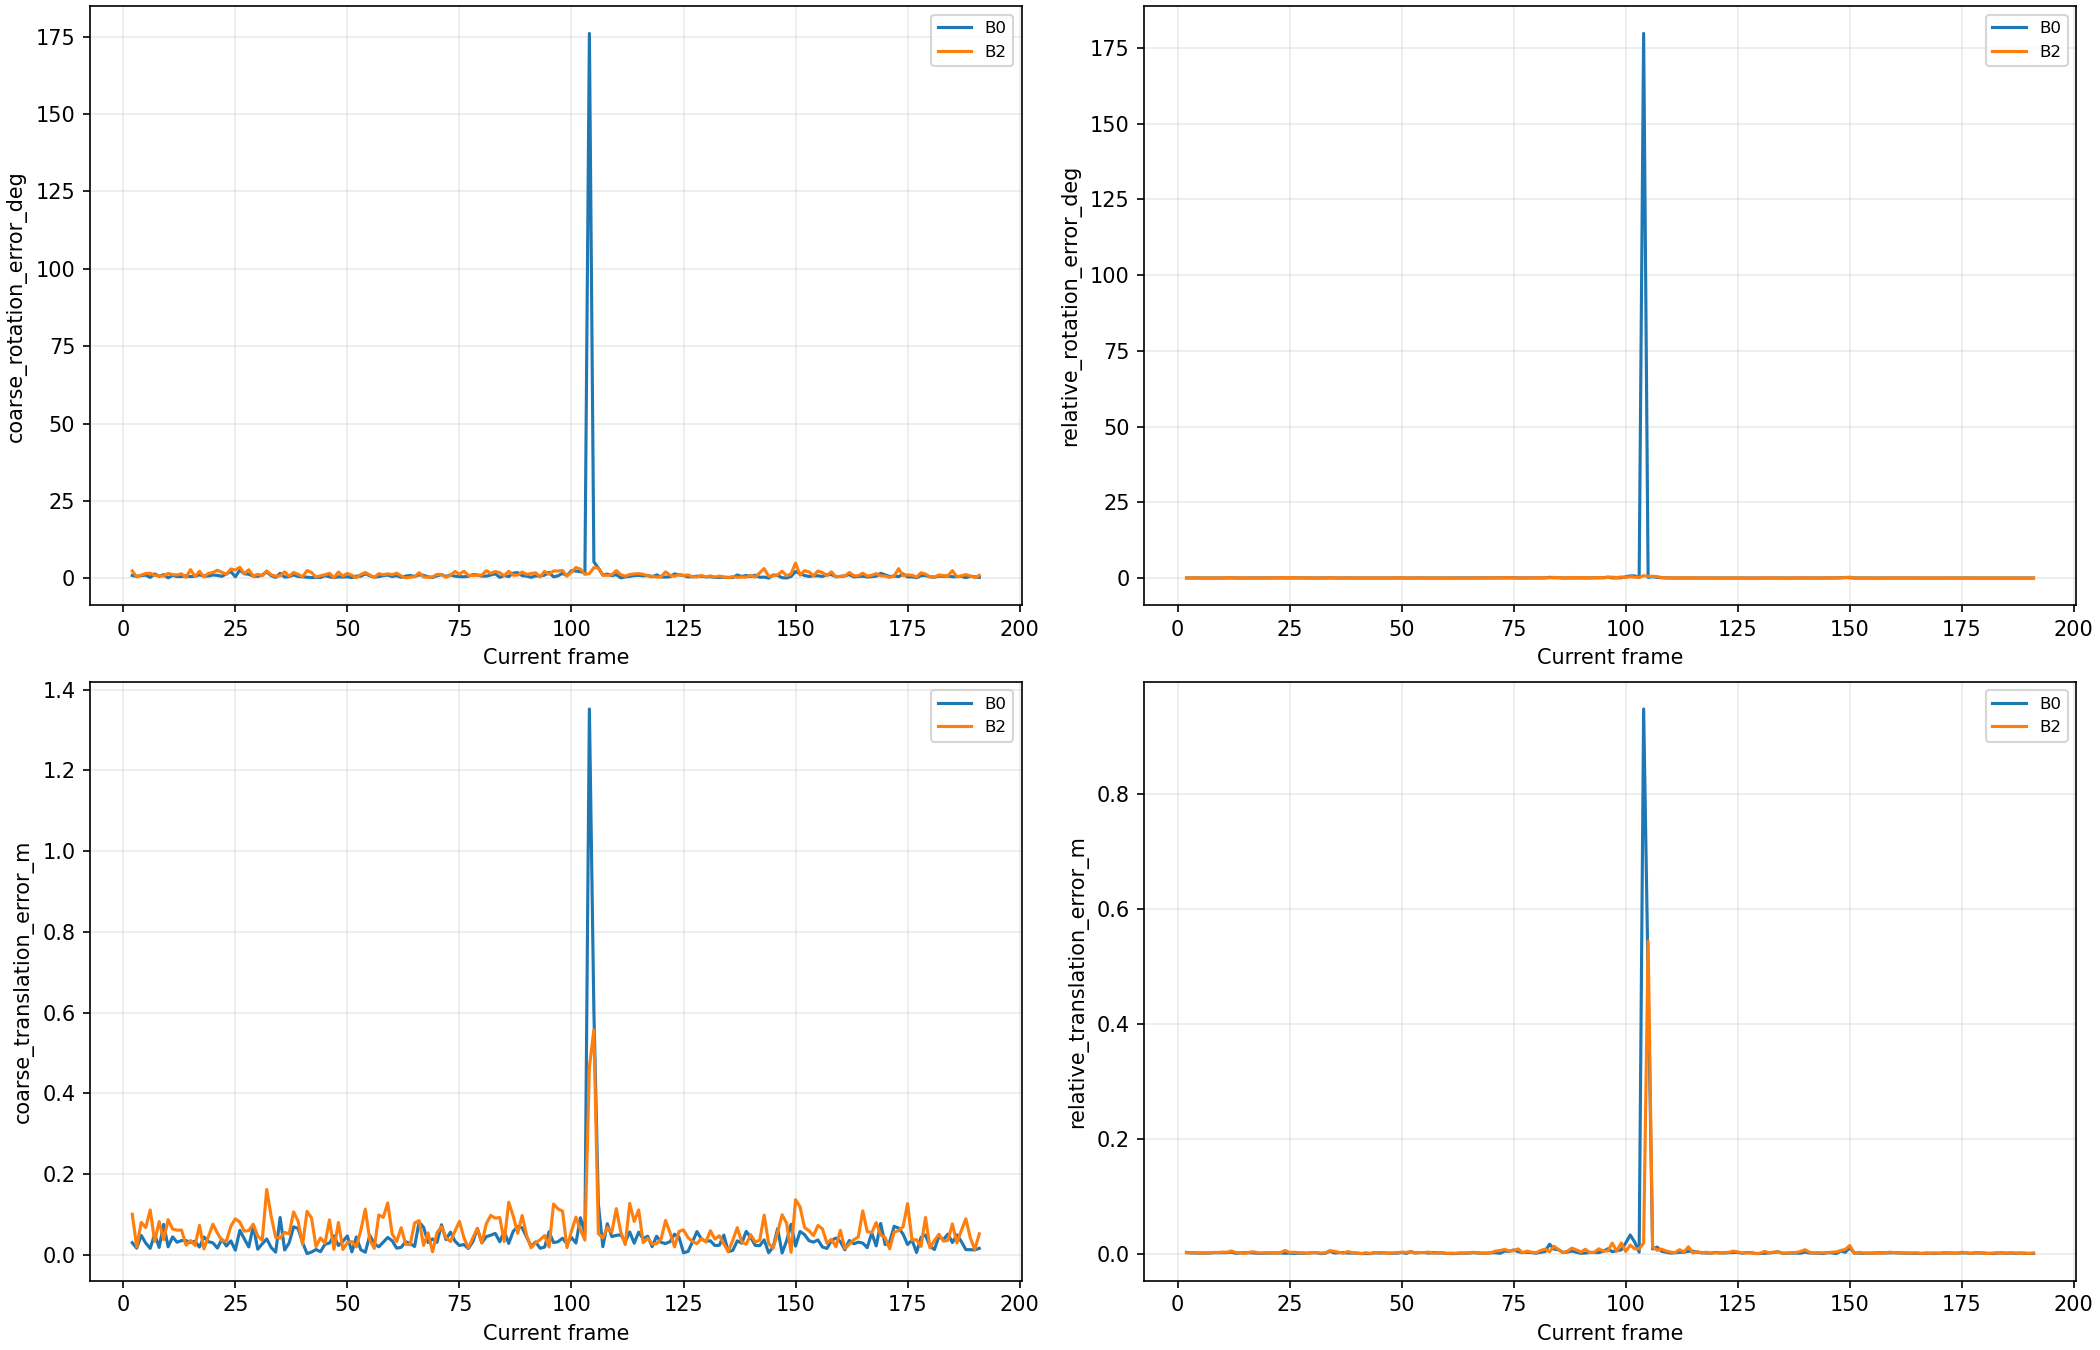 coarse_rotation_error_deg
175
150
125
100
75
50
25
0
0 25 50 75 100 125 150 175 200
Current frame
B0
B2
relative_rotation_error_deg
175
150
125
100
75
50
25
0
0 25 50 75 100 125 150 175 200
Current frame
B0
B2
coarse_translation_error_m
1.4
1.2
1.0
0.8
0.6
0.4
0.2
0.0
0 25 50 75 100 125 150 175 200
Current frame
B0
B2
relative_translation_error_m
0.8
0.6
0.4
0.2
0.0
0 25 50 75 100 125 150 175 200
Current frame
B0
B2